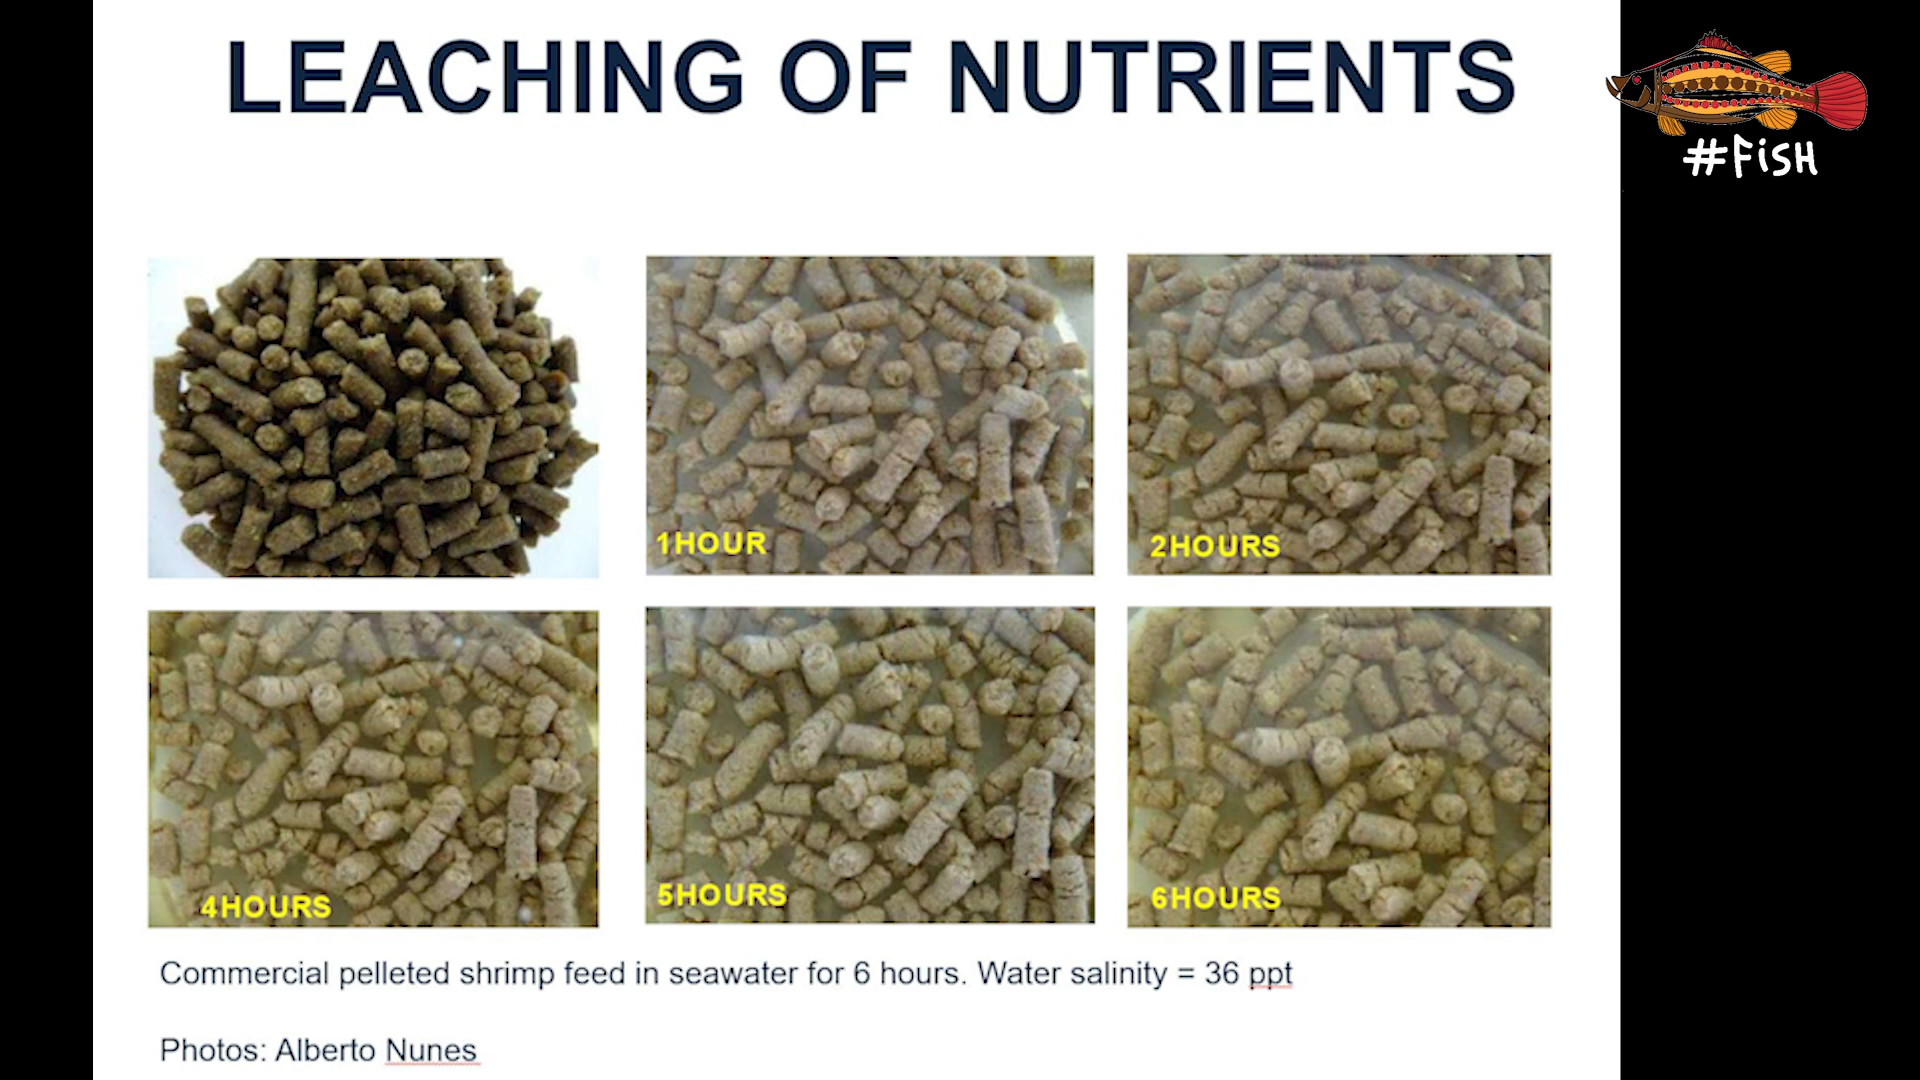 LEACHING OF NUTRIENTS
#FiSH
1HOUR
2HOURS
4HOURS
5HOURS
6HOURS
Commercial pelleted shrimp feed in seawater for 6 hours. Water salinity = 36 ppt
Photos: Alberto Nunes